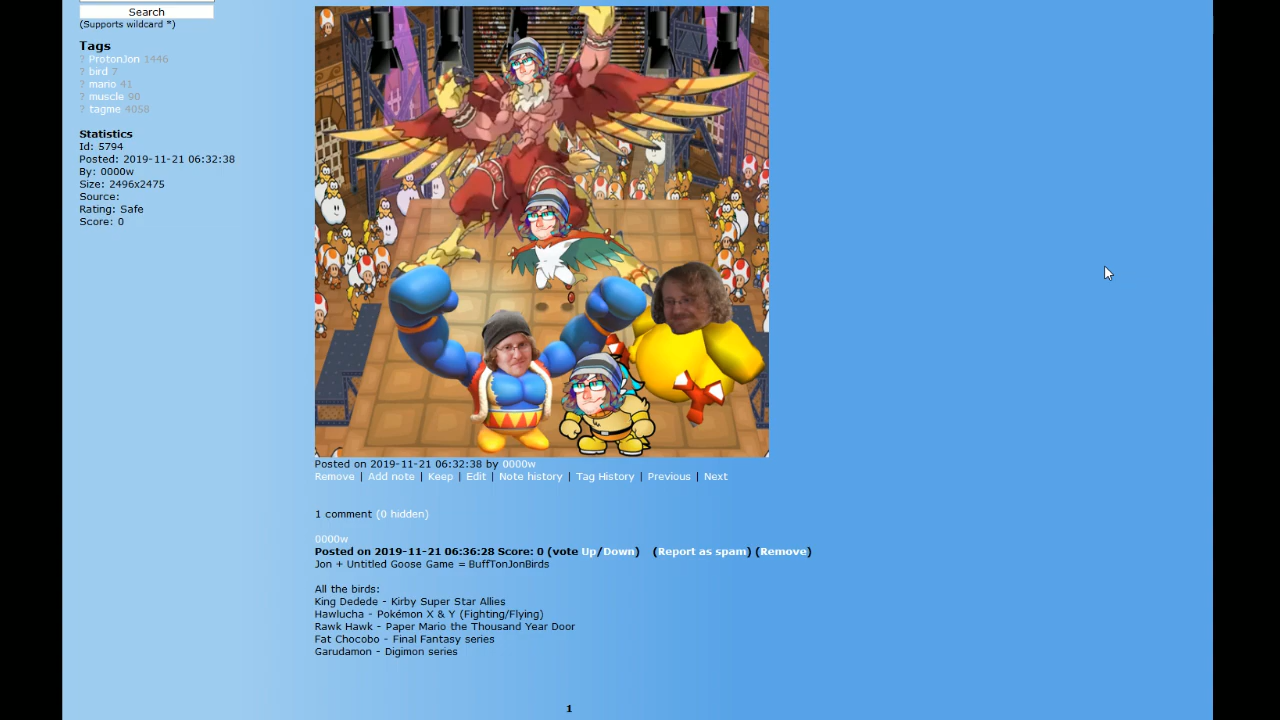 Search
(Supports wildcard *)
Tags
? ProtonJon 1446
? bird 7
? mario 41
? muscle 90
? tagme 4058
Statistics
Id: 5794
Posted: 2019-11-21 06:32:38
By: 0000w
Size: 2496x2475
Source:
Rating: Safe
Score: 0
Posted on 2019-11-21 06:32:38 by 0000w
Remove | Add note | Keep | Edit | Note history | Tag History | Previous | Next
1 comment (0 hidden)
0000w
Posted on 2019-11-21 06:36:28 Score: 0 (vote Up/Down) (Report as spam) (Remove)
Jon + Untitled Goose Game = BuffTonJonBirds
All the birds:
King Dedede - Kirby Super Star Allies
Hawlucha - Pokémon X & Y (Fighting/Flying)
Rawk Hawk - Paper Mario the Thousand Year Door
Fat Chocobo - Final Fantasy series
Garudamon - Digimon series
1